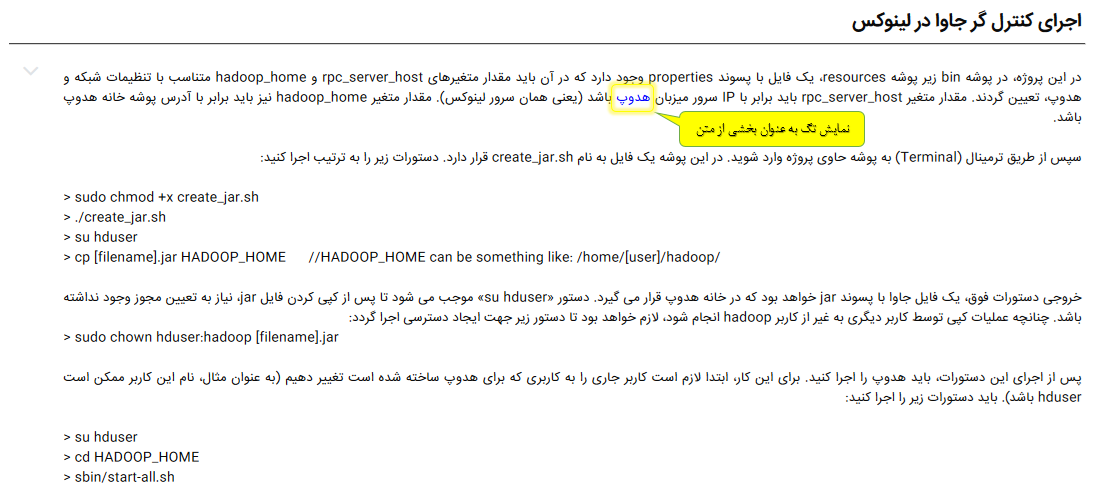 اجرای کنترل گر جاوا در لینوکس
در این پروژه، در پوشه bin زیر پوشه resources، یک فایل با پسوند properties وجود دارد که در آن باید مقدار متغیرهای rpc_server_host و hadoop_home متناسب با تنظیمات شبکه و
هدوپ، تعیین گردند. مقدار متغیر rpc_server_host باید برابر با IP سرور میزبان هدوپ باشد (یعنی همان سرور لینوکس). مقدار متغیر hadoop_home نیز باید برابر با آدرس پوشه خانه هدوپ
باشد.
نمایش تگ به عنوان بخشی از متن
سپس از طریق ترمینال (Terminal) به پوشه حاوی پروژه وارد شوید. در این پوشه یک فایل به نام create_jar.sh قرار دارد. دستورات زیر را به ترتیب اجرا کنید:
> sudo chmod +x create_jar.sh
> ./create_jar.sh
> su hduser
> cp [filename].jar HADOOP_HOME //HADOOP_HOME can be something like: /home/[user]/hadoop/
خروجی دستورات فوق، یک فایل جاوا با پسوند jar خواهد بود که در خانه هدوپ قرار می گیرد. دستور «su hduser» موجب می شود تا پس از کپی کردن فایل jar، نیاز به تعیین مجوز وجود نداشته
باشد. چنانچه عملیات کپی توسط کاربر دیگری به غیر از کاربر hadoop انجام شود، لازم خواهد بود تا دستور زیر جهت ایجاد دسترسی اجرا گردد:
> sudo chown hduser:hadoop [filename].jar
پس از اجرای این دستورات، باید هدوپ را اجرا کنید. برای این کار، ابتدا لازم است کاربر جاری را به کاربری که برای هدوپ ساخته شده است تغییر دهیم (به عنوان مثال، نام این کاربر ممکن است
hduser باشد). باید دستورات زیر را اجرا کنید:
> su hduser
> cd HADOOP_HOME
> sbin/start-all.sh